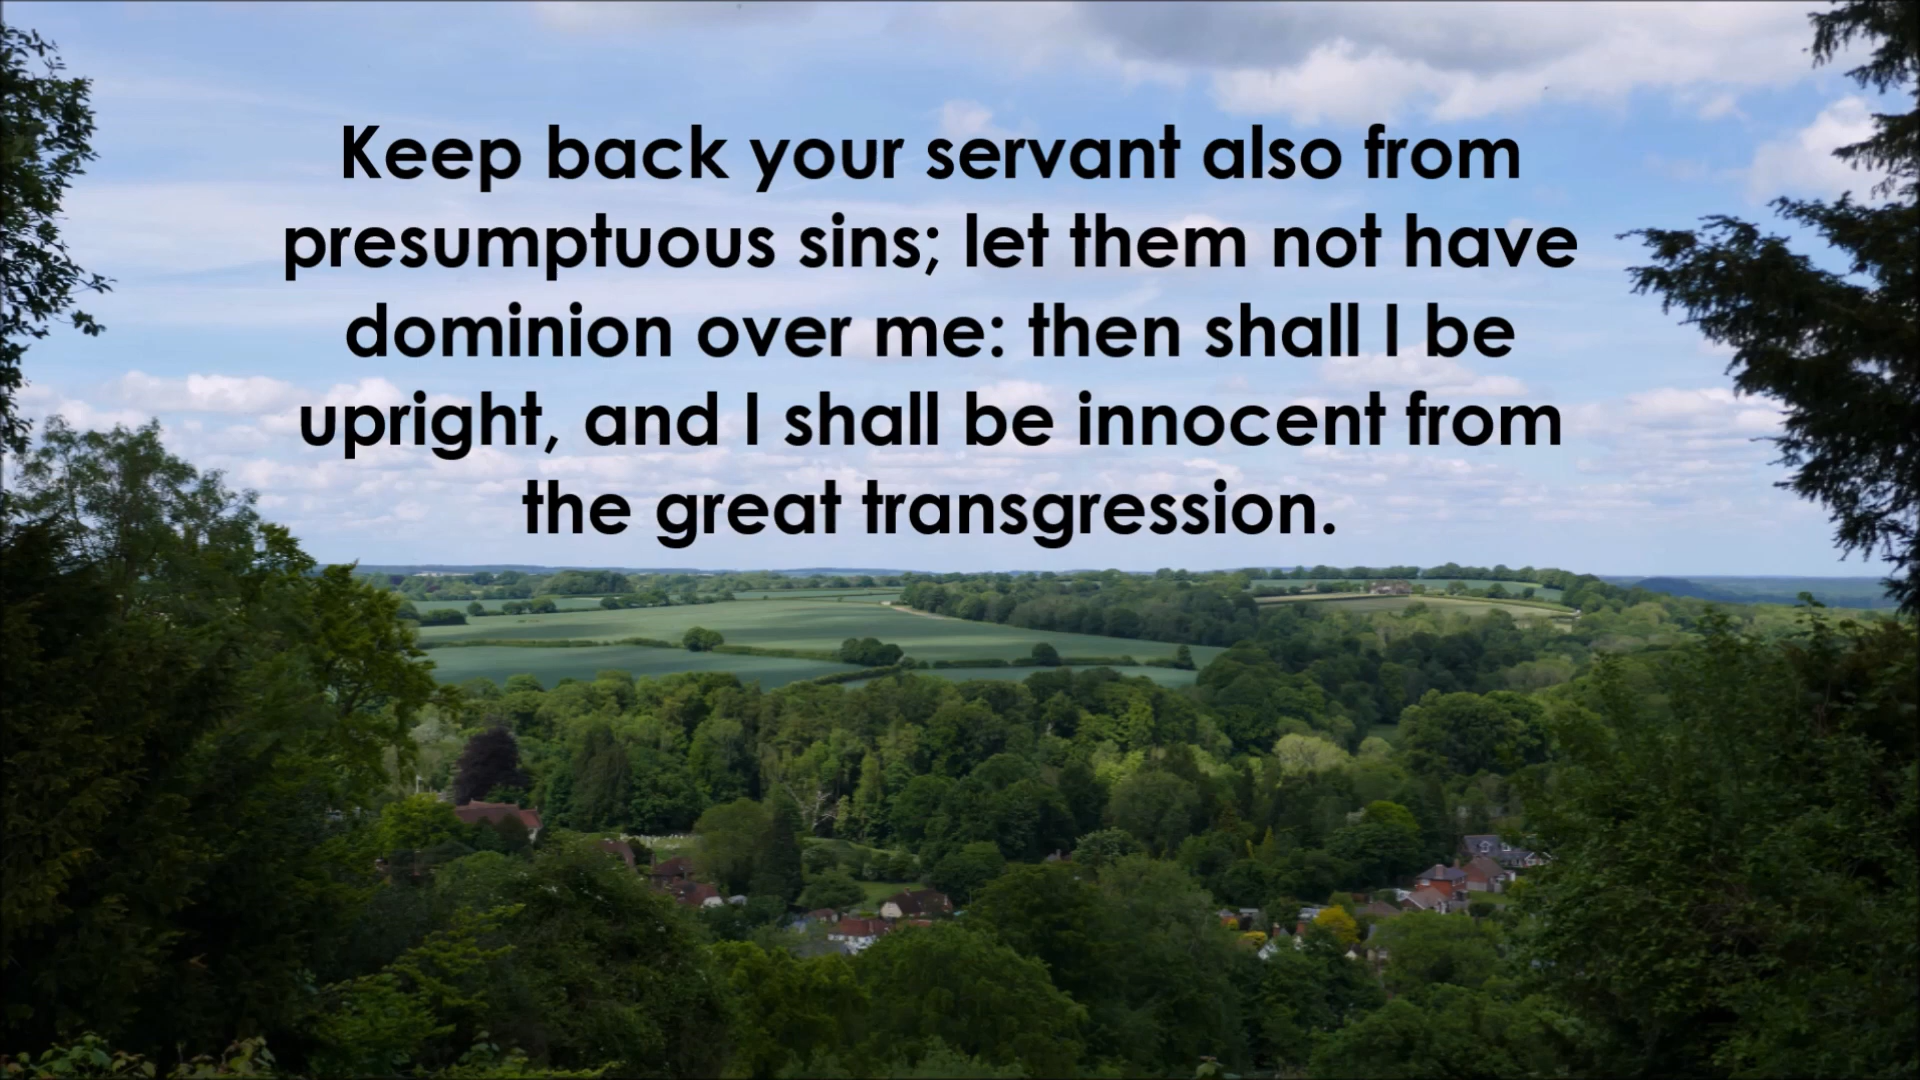 Keep back your servant also from
presumptuous sins; let them not have
dominion over me: then shall I be
upright, and I shall be innocent from
the great transgression.